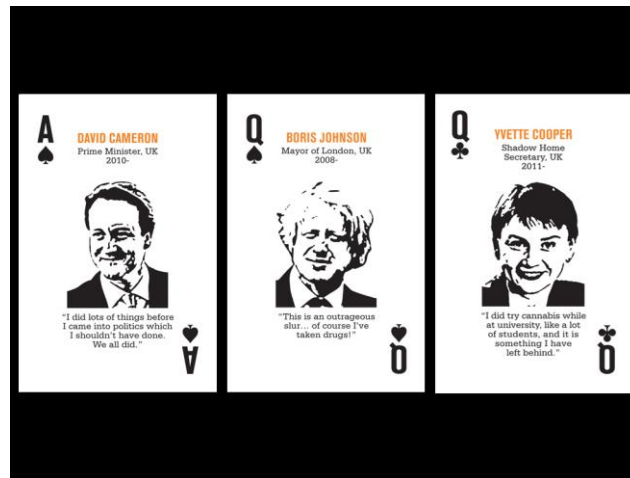 A
DAVID CAMERON
Prime Minister, UK
2010-
"I did lots of things before
I came into politics which
I shouldn't have done.
We all did."
A
Q
BORIS JOHNSON
Mayor of London, UK
2008-
"This is an outrageous
slur... of course I've
taken drugs!"
Q
Q
YVETTE COOPER
Shadow Home
Secretary, UK
2011-
"I did try cannabis while
at university, like a lot
of students, and it is
something I have
left behind."
Q